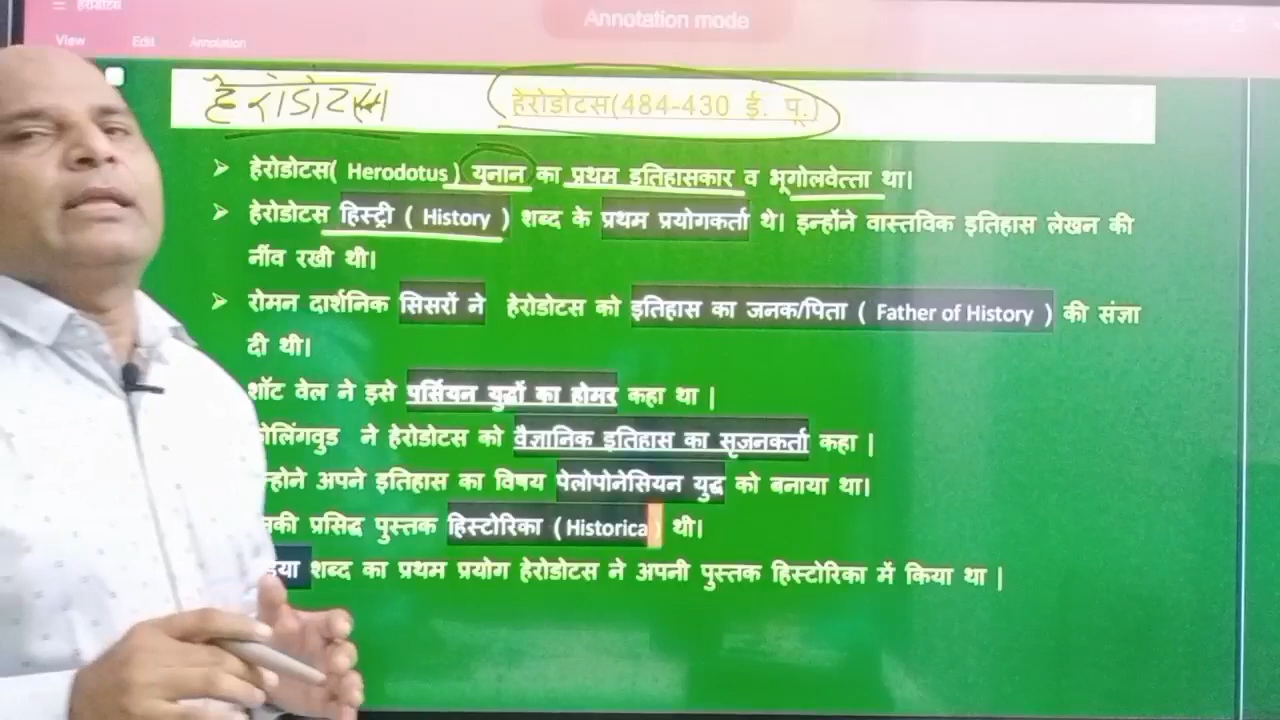 हेरोडोटस
Annotation mode
View Edit Annotation
हेरोडोटस हेरोडोटस(484-430 ई. पू.)
हेरोडोटस( Herodotus ) यूनान का प्रथम इतिहासकार व भूगोलवेत्ता था।
हेरोडोटस हिस्ट्री ( History ) शब्द के प्रथम प्रयोगकर्ता थे। इन्होंने वास्तविक इतिहास लेखन की
नींव रखी थी।
रोमन दार्शनिक सिसरों ने हेरोडोटस को इतिहास का जनक/पिता ( Father of History ) की संज्ञा
दी थी।
शॉट वेल ने इसे पर्सियन युद्धों का होमर कहा था |
ोलिंगवुड ने हेरोडोटस को वैज्ञानिक इतिहास का सृजनकर्ता कहा |
न्होने अपने इतिहास का विषय पेलोपोनेसियन युद्ध को बनाया था।
नकी प्रसिद्ध पुस्तक हिस्टोरिका ( Historica ) थी।
डिया शब्द का प्रथम प्रयोग हेरोडोटस ने अपनी पुस्तक हिस्टोरिका में किया था |